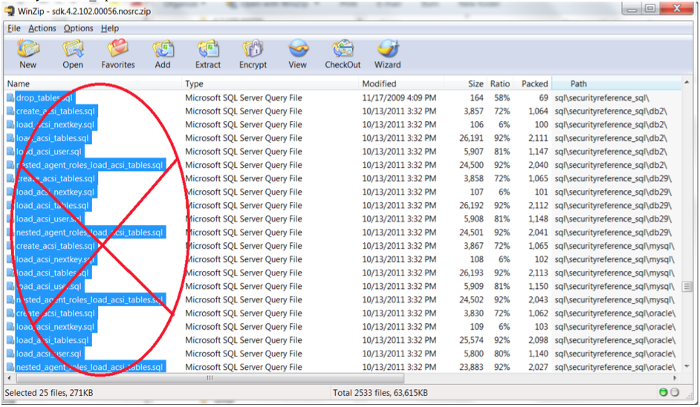 WinZip - sdk.4.2.102.00056.nosrc.zip
File Actions Options Help
New Open Favorites Add Extract Encrypt View CheckOut Wizard
Name Type Modified Size Ratio Packed Path
drop_tables.sql Microsoft SQL Server Query File 11/17/2009 4:09 PM 164 58% 69 sql\securityreference_sql\
create_acsi_tables.sql Microsoft SQL Server Query File 10/13/2011 3:32 PM 3,857 72% 1,064 sql\securityreference_sql\db2\
load_acsi_nextkey.sql Microsoft SQL Server Query File 10/13/2011 3:32 PM 106 6% 100 sql\securityreference_sql\db2\
load_acsi_tables.sql Microsoft SQL Server Query File 10/13/2011 3:32 PM 26,191 92% 2,111 sql\securityreference_sql\db2\
load_acsi_user.sql Microsoft SQL Server Query File 10/13/2011 3:32 PM 5,907 81% 1,147 sql\securityreference_sql\db2\
nested_agent_roles_load_acsi_tables.sql Microsoft SQL Server Query File 10/13/2011 3:32 PM 24,500 92% 2,040 sql\securityreference_sql\db2\
create_acsi_tables.sql Microsoft SQL Server Query File 10/13/2011 3:32 PM 3,858 72% 1,065 sql\securityreference_sql\db29\
load_acsi_nextkey.sql Microsoft SQL Server Query File 10/13/2011 3:32 PM 107 6% 101 sql\securityreference_sql\db29\
load_acsi_tables.sql Microsoft SQL Server Query File 10/13/2011 3:32 PM 26,192 92% 2,112 sql\securityreference_sql\db29\
load_acsi_user.sql Microsoft SQL Server Query File 10/13/2011 3:32 PM 5,908 81% 1,148 sql\securityreference_sql\db29\
nested_agent_roles_load_acsi_tables.sql Microsoft SQL Server Query File 10/13/2011 3:32 PM 24,501 92% 2,041 sql\securityreference_sql\db29\
create_acsi_tables.sql Microsoft SQL Server Query File 10/13/2011 3:32 PM 3,867 72% 1,065 sql\securityreference_sql\mysql\
load_acsi_nextkey.sql Microsoft SQL Server Query File 10/13/2011 3:32 PM 108 6% 102 sql\securityreference_sql\mysql\
load_acsi_tables.sql Microsoft SQL Server Query File 10/13/2011 3:32 PM 26,193 92% 2,113 sql\securityreference_sql\mysql\
load_acsi_user.sql Microsoft SQL Server Query File 10/13/2011 3:32 PM 5,909 81% 1,150 sql\securityreference_sql\mysql\
nested_agent_roles_load_acsi_tables.sql Microsoft SQL Server Query File 10/13/2011 3:32 PM 24,502 92% 2,043 sql\securityreference_sql\mysql\
create_acsi_tables.sql Microsoft SQL Server Query File 10/13/2011 3:32 PM 3,830 72% 1,062 sql\securityreference_sql\oracle\
load_acsi_nextkey.sql Microsoft SQL Server Query File 10/13/2011 3:32 PM 109 6% 103 sql\securityreference_sql\oracle\
load_acsi_tables.sql Microsoft SQL Server Query File 10/13/2011 3:32 PM 25,574 92% 2,098 sql\securityreference_sql\oracle\
load_acsi_user.sql Microsoft SQL Server Query File 10/13/2011 3:32 PM 5,800 80% 1,140 sql\securityreference_sql\oracle\
nested_agent_roles_load_acsi_tables.sql Microsoft SQL Server Query File 10/13/2011 3:32 PM 23,883 92% 2,027 sql\securityreference_sql\oracle\
Selected 25 files, 271KB Total 2533 files, 63,615KB